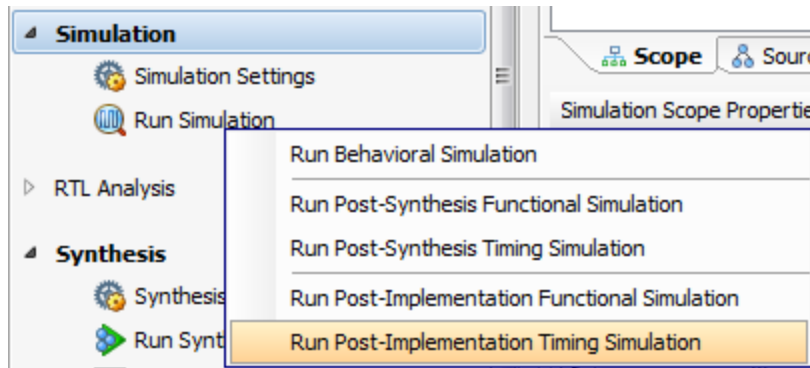 Simulation
Simulation Settings
Run Simulation
RTL Analysis
Synthesis
Synthesis
Run Synt
Scope
Sour
Simulation Scope Propertie
Run Behavioral Simulation
Run Post-Synthesis Functional Simulation
Run Post-Synthesis Timing Simulation
Run Post-Implementation Functional Simulation
Run Post-Implementation Timing Simulation